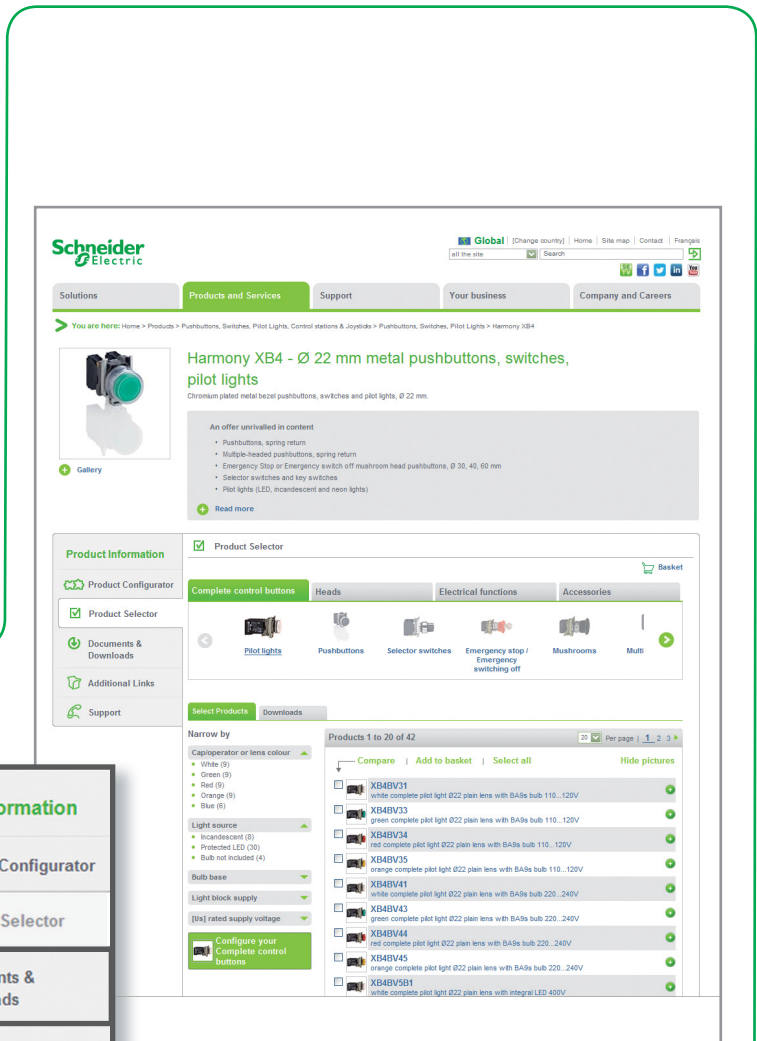 Schneider
Electric
Global | [Change country] | Home | Site map | Contact | Français
all the site Search
You
Solutions
Products and Services
Support
Your business
Company and Careers
You are here: Home > Products > Pushbuttons, Switches, Pilot Lights, Control stations & Joysticks > Pushbuttons, Switches, Pilot Lights > Harmony XB4
Harmony XB4 - Ø 22 mm metal pushbuttons, switches,
pilot lights
Chromium plated metal bezel pushbuttons, switches and pilot lights, Ø 22 mm.
An offer unrivalled in content
• Pushbuttons, spring return
• Multiple-headed pushbuttons, spring return
• Emergency Stop or Emergency switch off mushroom head pushbuttons, Ø 30, 40, 60 mm
• Selector switches and key switches
• Pilot lights (LED, incandescent and neon lights)
Read more
Gallery
Product Information
Product Configurator
Product Selector
Documents &
Downloads
Additional Links
Support
Product Selector
Basket
Complete control buttons
Heads
Electrical functions
Accessories
Pilot lights
Pushbuttons
Selector switches
Emergency stop /
Emergency
switching off
Mushrooms
Multi
Select Products
Downloads
Narrow by
Cap/operator or lens colour
• White (9)
• Green (9)
• Red (9)
• Orange (9)
• Blue (6)
Light source
• Incandescent (8)
• Protected LED (30)
• Bulb not included (4)
Bulb base
Light block supply
[Us] rated supply voltage
Configure your
Complete control
buttons
Products 1 to 20 of 42
20 Per page | 1 2 3
Compare | Add to basket | Select all
Hide pictures
XB4BV31
white complete pilot light Ø22 plain lens with BA9s bulb 110...120V
XB4BV33
green complete pilot light Ø22 plain lens with BA9s bulb 110...120V
XB4BV34
red complete pilot light Ø22 plain lens with BA9s bulb 110...120V
XB4BV35
orange complete pilot light Ø22 plain lens with BA9s bulb 110...120V
XB4BV41
white complete pilot light Ø22 plain lens with BA9s bulb 220...240V
XB4BV43
green complete pilot light Ø22 plain lens with BA9s bulb 220...240V
XB4BV44
red complete pilot light Ø22 plain lens with BA9s bulb 220...240V
XB4BV45
orange complete pilot light Ø22 plain lens with BA9s bulb 220...240V
XB4BV5B1
white complete pilot light Ø22 plain lens with integral LED 400V
ormation
Configurator
Selector
nts &
ads